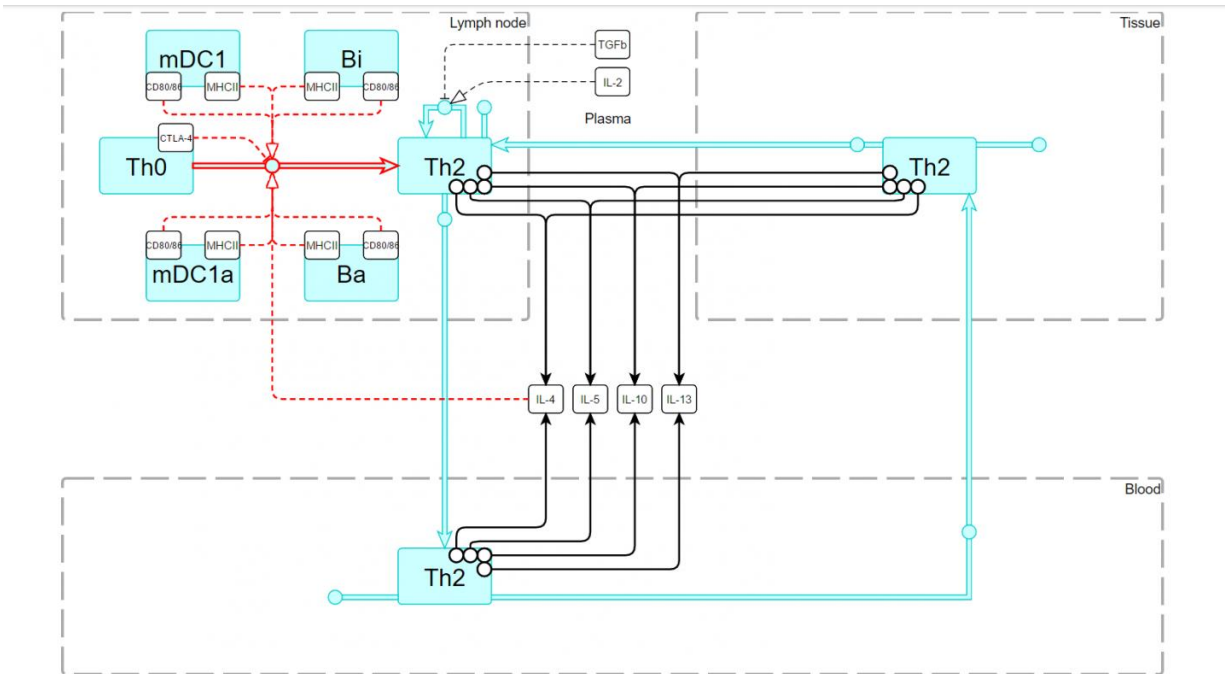 Lymph node
Tissue
mDC1
Bi
TGFb
CD80/86
MHCII
MHCII
CD80/86
IL-2
Plasma
CTLA-4
Th0
Th2
Th2
CD80/86
MHCII
MHCII
CD80/86
mDC1a
Ba
IL-4
IL-5
IL-10
IL-13
Blood
Th2